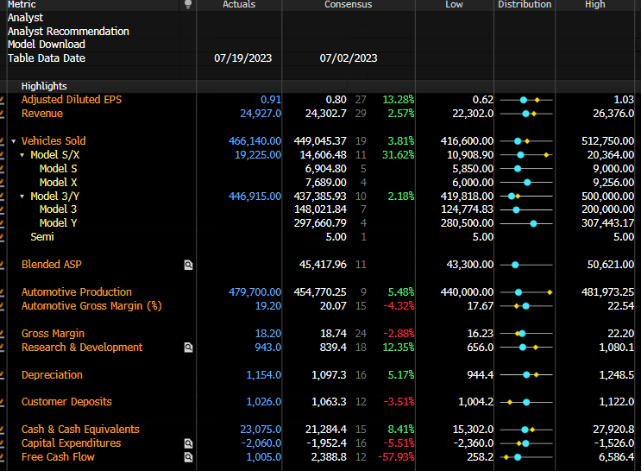 Metric Actuals Consensus Low Distribution High
Analyst
Analyst Recommendation
Model Download
Table Data Date 07/19/2023 07/02/2023
Highlights
Adjusted Diluted EPS 0.91 0.80 27 13.28% 0.62 1.03
Revenue 24,927.0 24,302.7 29 2.57% 22,302.0 26,376.0
Vehicles Sold 466,140.00 449,045.37 19 3.81% 416,600.00 512,750.00
Model S/X 19,225.00 14,606.48 11 31.62% 10,908.90 20,364.00
Model S 6,904.80 5 5,850.00 9,000.00
Model X 7,689.00 4 6,000.00 9,256.00
Model 3/Y 446,915.00 437,385.93 10 2.18% 419,818.00 500,000.00
Model 3 148,021.84 7 124,774.83 200,000.00
Model Y 297,660.79 4 280,500.00 307,443.17
Semi 5.00 1 5.00 5.00
Blended ASP 45,417.96 11 43,300.00 50,621.00
Automotive Production 479,700.00 454,770.25 9 5.48% 440,000.00 481,973.25
Automotive Gross Margin (%) 19.20 20.07 15 -4.32% 17.67 22.54
Gross Margin 18.20 18.74 24 -2.88% 16.23 22.20
Research & Development 943.0 839.4 18 12.35% 656.0 1,080.1
Depreciation 1,154.0 1,097.3 16 5.17% 944.4 1,248.5
Customer Deposits 1,026.0 1,063.3 12 -3.51% 1,004.2 1,122.0
Cash & Cash Equivalents 23,075.0 21,284.4 15 8.41% 15,302.0 27,920.8
Capital Expenditures -2,060.0 -1,952.4 16 -5.51% -2,360.0 -1,526.0
Free Cash Flow 1,005.0 2,388.8 12 -57.93% 258.2 6,586.4